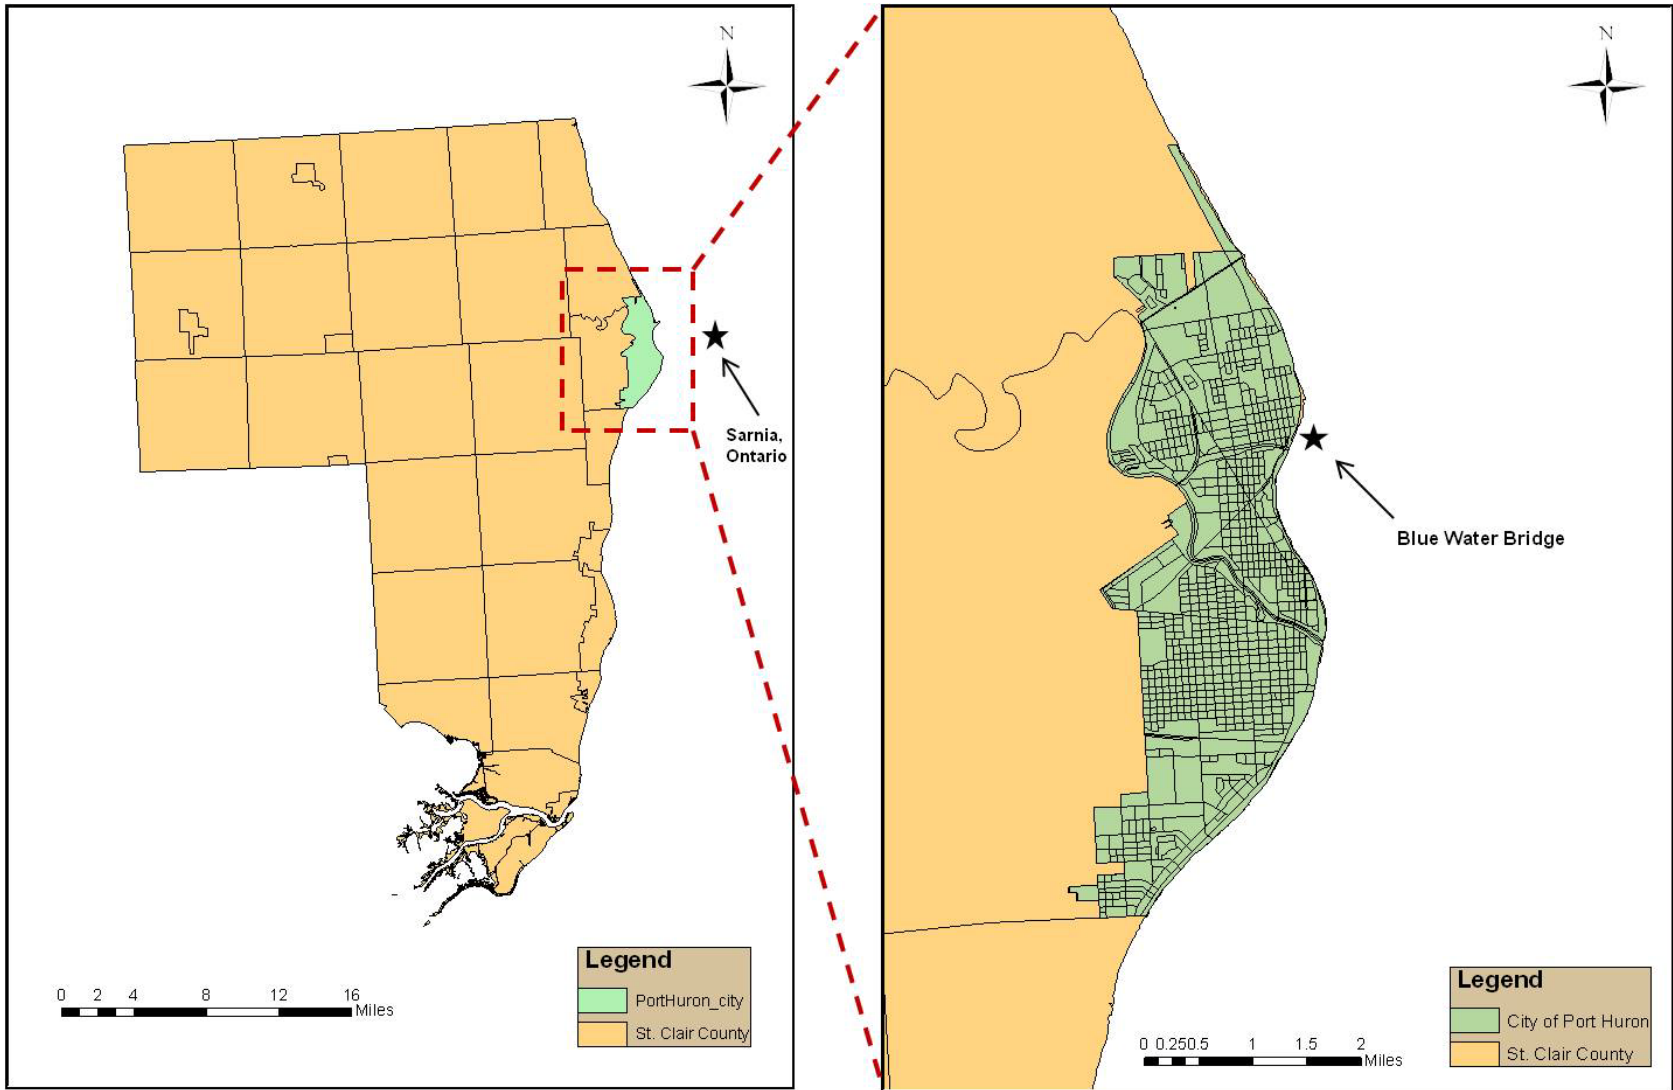 N
Sarnia,
Ontario
0 2 4 8 12 16
Miles
Legend
PortHuron_city
St. Clair County
N
Blue Water Bridge
0 0.250.5 1 1.5 2
Miles
Legend
City of Port Huron
St. Clair County